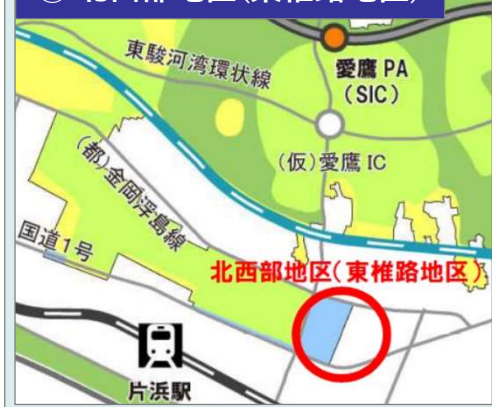 東駿河湾環状線
愛鷹 PA
(SIC)
(仮)愛鷹 IC
(都)金岡浮島線
国道1号
北西部地区(東椎路地区)
片浜駅